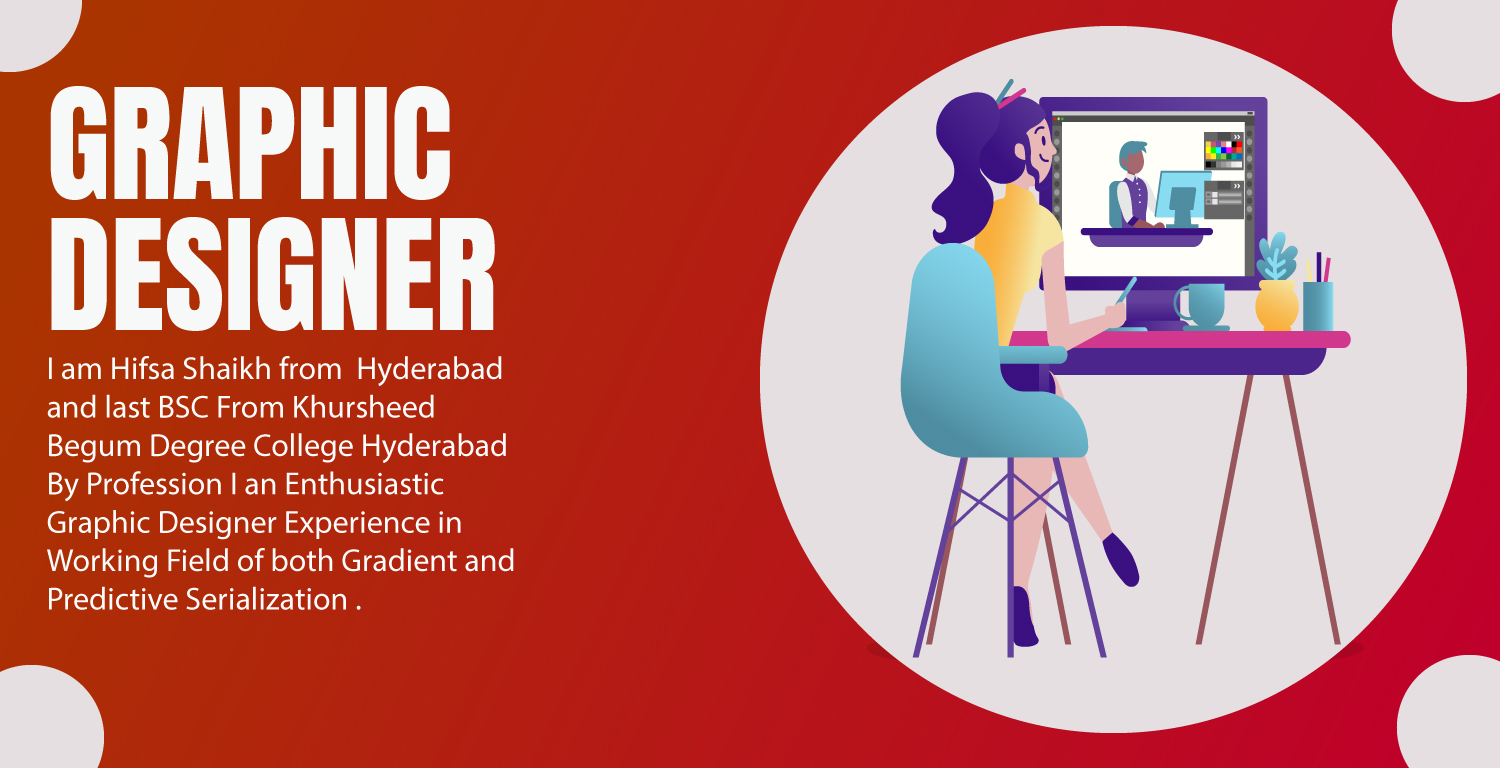 GRAPHIC
DESIGNER
I am Hifsa Shaikh from  Hyderabad
and last BSC From Khursheed
Begum Degree College Hyderabad
By Profession I an Enthusiastic
Graphic Designer Experience in
Working Field of both Gradient and
Predictive Serialization .